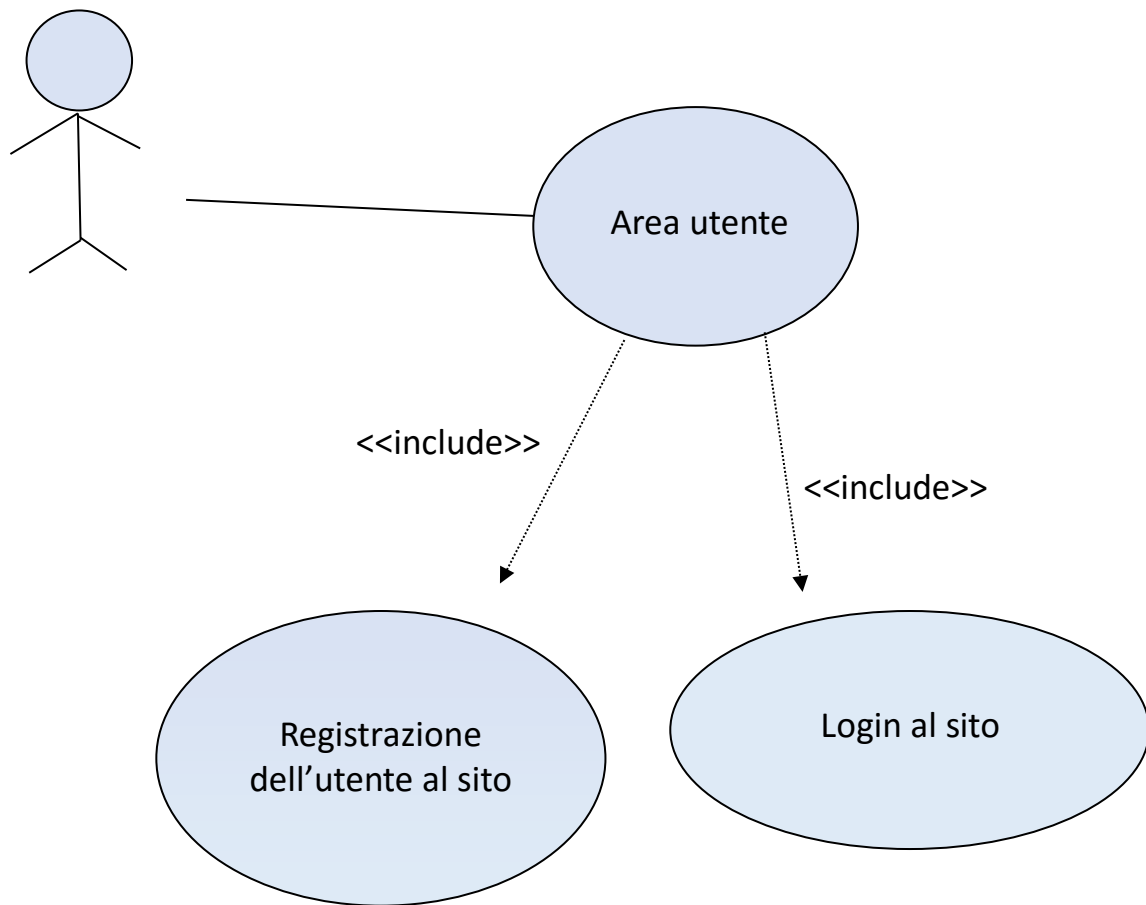 Area utente
<<include>>
<<include>>
Registrazione
dell’utente al sito
Login al sito